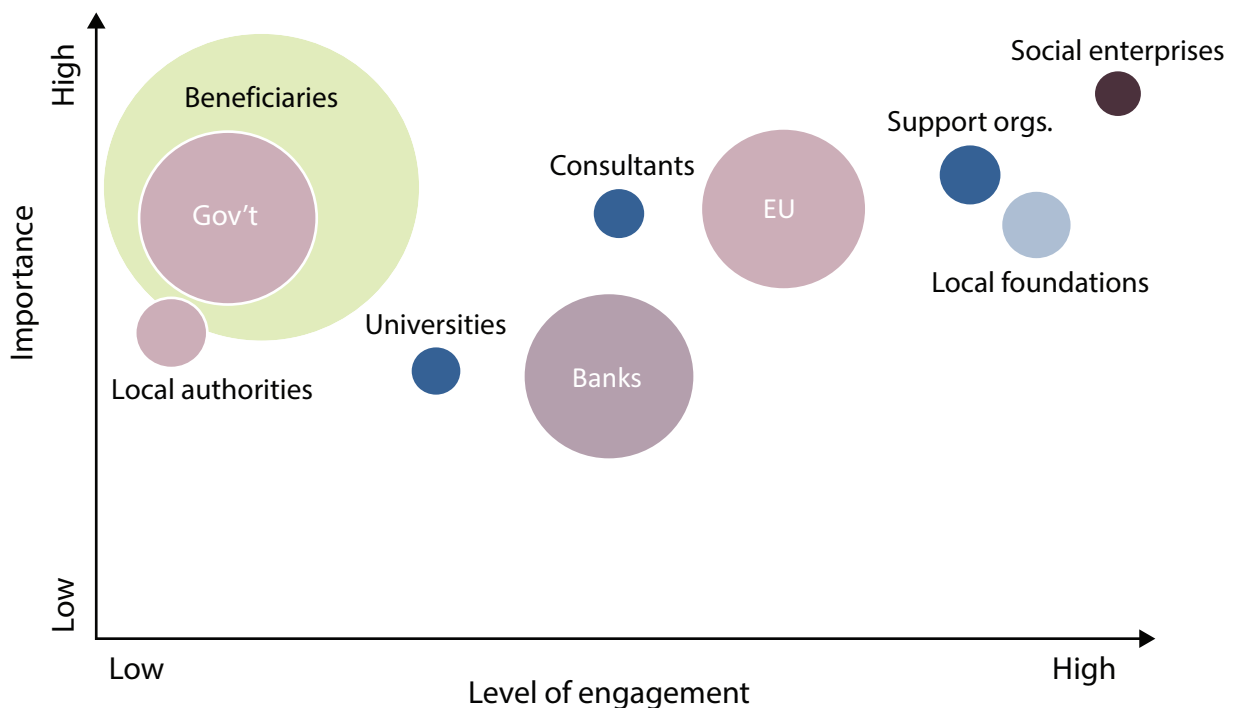 High
Social enterprises
Beneficiaries
Support orgs.
Consultants
Gov’t
EU
Importance
Local foundations
Universities
Banks
Local authorities
Low
Low
High
Level of engagement